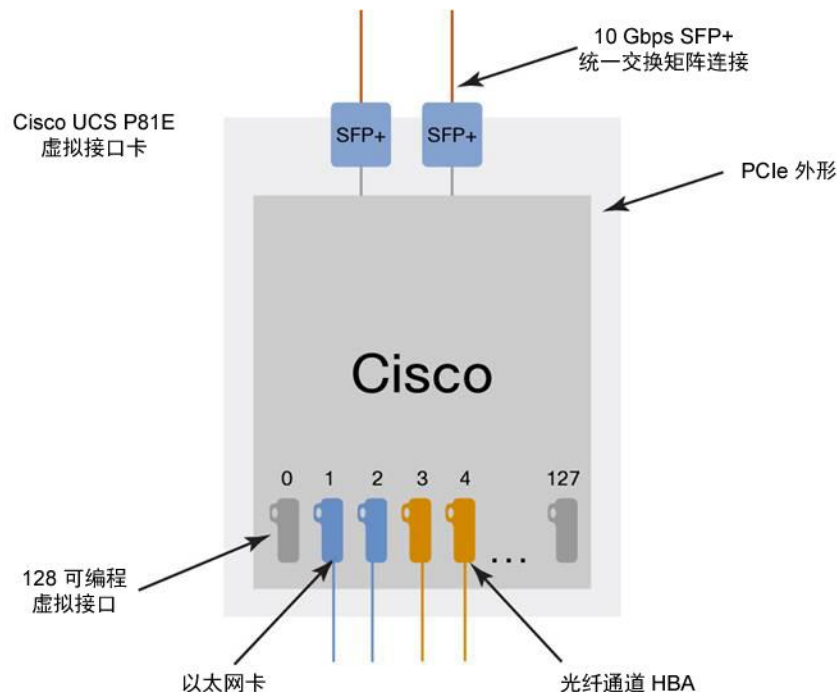 10 Gbps SFP+
统一交换矩阵连接
Cisco UCS P81E
虚拟接口卡
SFP+
SFP+
PCIe 外形
Cisco
0 1 2 3 4 127
...
128 可编程
虚拟接口
以太网卡
光纤通道 HBA